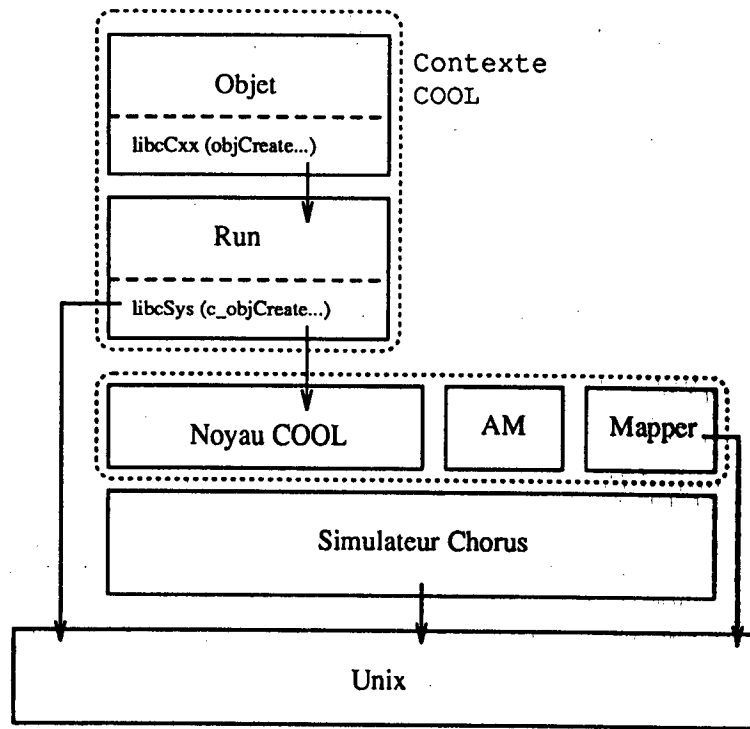 Contexte
COOL
Objet
libcCxx (objCreate...)
Run
libcSys (c_objCreate...)
Noyau COOL
AM
Mapper
Simulateur Chorus
Unix